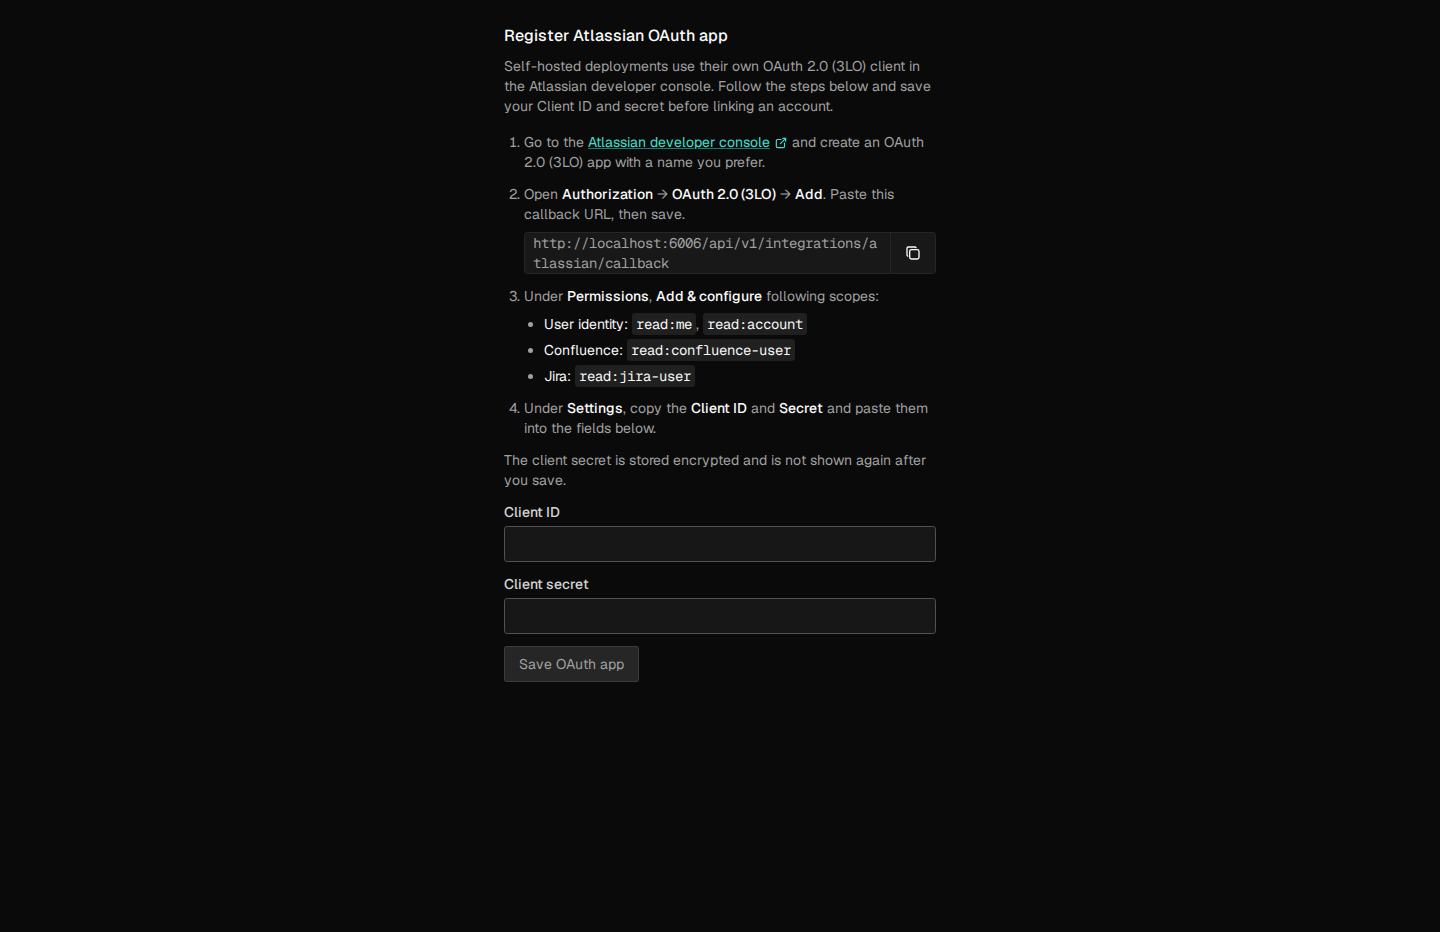 Register Atlassian OAuth app
Self-hosted deployments use their own OAuth 2.0 (3LO) client in
the Atlassian developer console. Follow the steps below and save
your Client ID and secret before linking an account.
1. Go to the Atlassian developer console and create an OAuth
2.0 (3LO) app with a name you prefer.
2. Open Authorization → OAuth 2.0 (3LO) → Add. Paste this
callback URL, then save.
http://localhost:6006/api/v1/integrations/a
tlassian/callback
3. Under Permissions, Add & configure following scopes:
• User identity: read:me, read:account
• Confluence: read:confluence-user
• Jira: read:jira-user
4. Under Settings, copy the Client ID and Secret and paste them
into the fields below.
The client secret is stored encrypted and is not shown again after
you save.
Client ID
Client secret
Save OAuth app